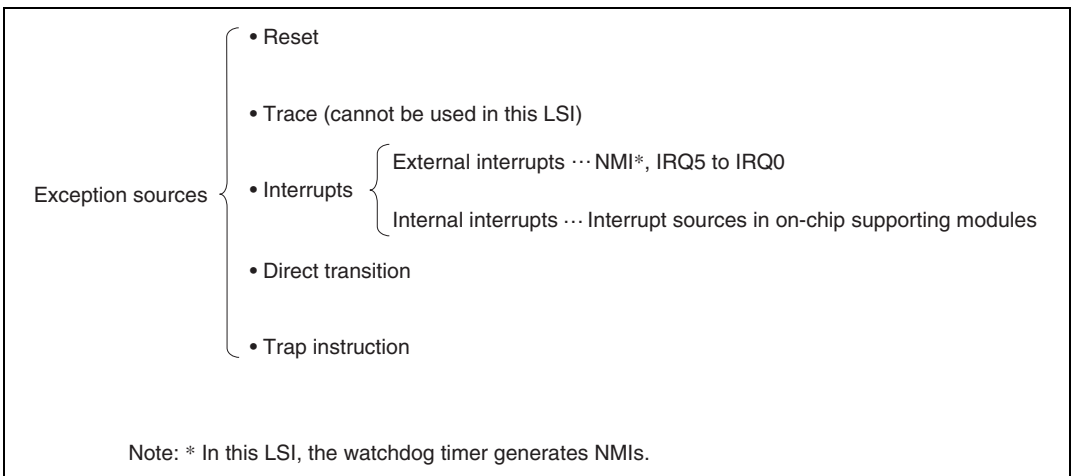 • Reset
• Trace (cannot be used in this LSI)
External interrupts ··· NMI*, IRQ5 to IRQ0
Exception sources • Interrupts
Internal interrupts ··· Interrupt sources in on-chip supporting modules
• Direct transition
• Trap instruction
Note: * In this LSI, the watchdog timer generates NMIs.